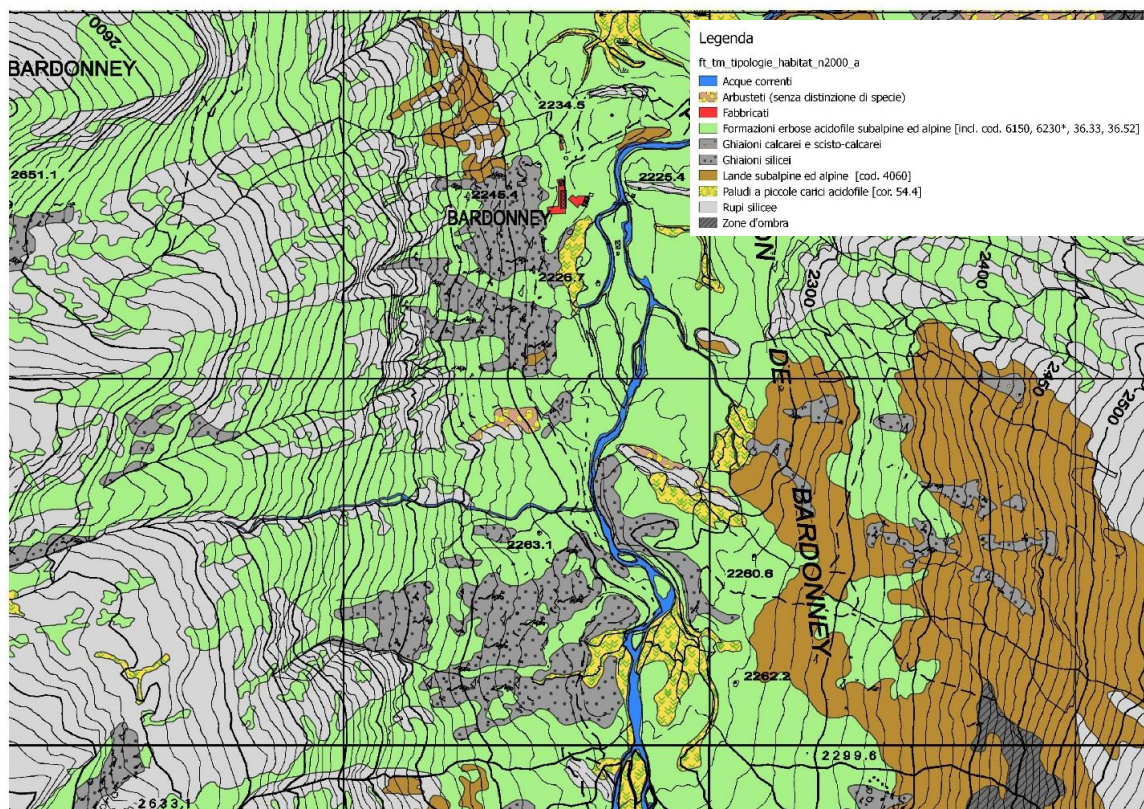 2600
BARDONNEY
Legenda
ft_tm_tipologie_habitat_n2000_a
Acque correnti
Arbusteti (senza distinzione di specie)
Fabbricati
Formazioni erbose acidofile subalpine ed alpine [incl. cod. 6150, 6230*, 36.33, 36.52]
Ghiaioni calcarei e scisto-calcarei
Ghiaioni silicei
Lande subalpine ed alpine [cod. 4060]
Paludi a piccole carici acidofile [cor. 54.4]
Rupi silicee
Zone d'ombra
2234.5
2651.1
2225.4
2245.4
BARDONNEY
ON
2226.7
2300
2400
2450
2500
DE
BARDONNEY
2263.1
2260.6
2262.2
2299.6
2633.1